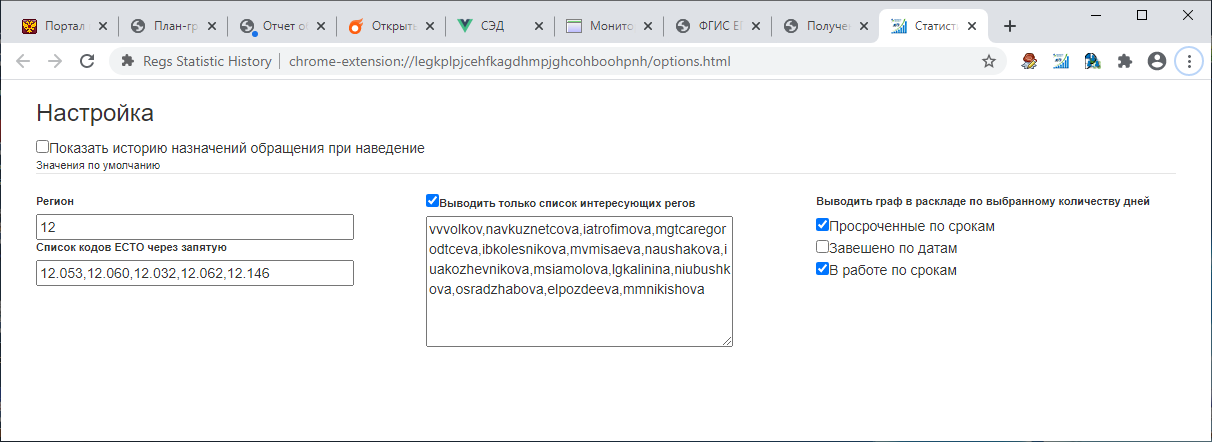 Портал
План-гр
Отчет об
Открыть
СЭД
Монито
ФГИС ЕГ
Получе
Статист
Regs Statistic History | chrome-extension://legkplpjcehfkagdhmpjghcohboohpnh/options.html
Настройка
Показать историю назначений обращения при наведение
Значения по умолчанию
Регион
12
Список кодов ЕСТО через запятую
12.053,12.060,12.032,12.062,12.146
Выводить только список интересующих регов
vvvolkov,navkuznetcova,iatrofimova,mgtcaregor
odtceva,ibkolesnikova,mvmisaeva,naushakova,i
uakozhevnikova,msiamolova,lgkalinina,niubushk
ova,osradzhabova,elpozdeeva,mmnikishova
Выводить граф в раскладе по выбранному количеству дней
Просроченные по срокам
Завешено по датам
В работе по срокам